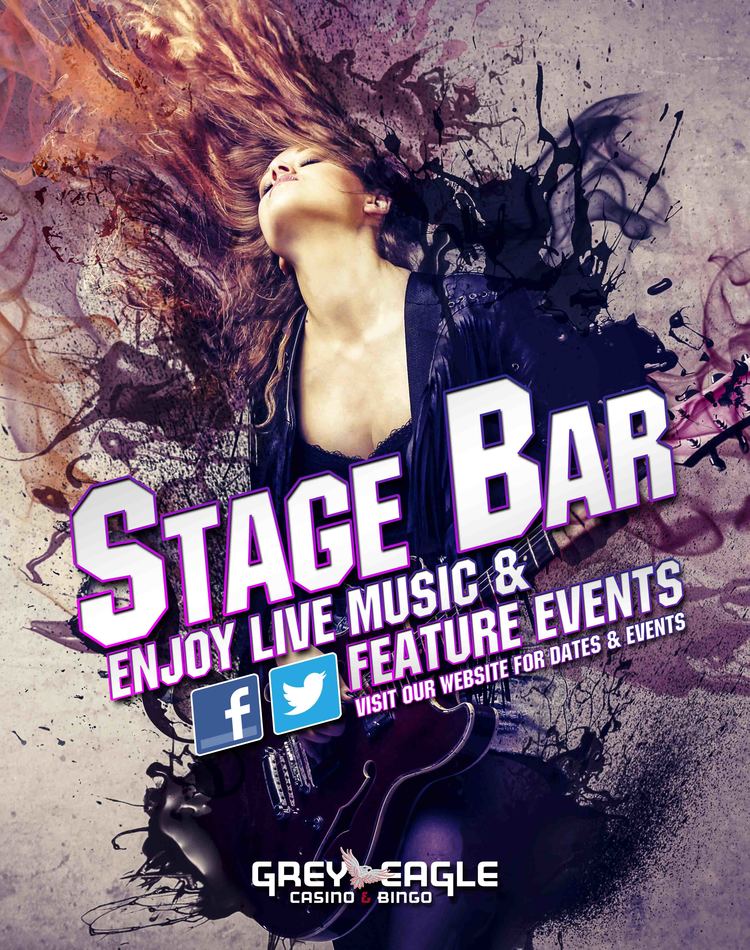 STAGE BAR
ENJOY LIVE MUSIC &
FEATURE EVENTS
VISIT OUR WEBSITE FOR DATES & EVENTS
f
GREY EAGLE
CASINO & BINGO